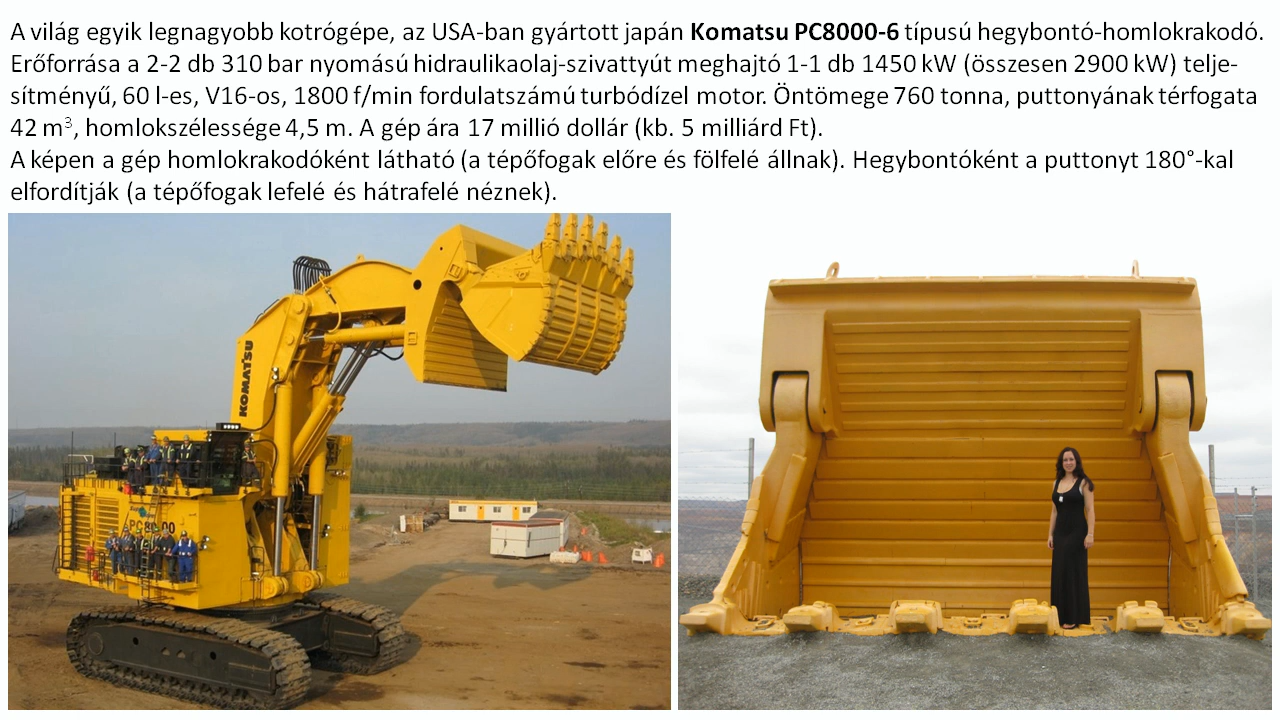 A világ egyik legnagyobb kotrógépe, az USA-ban gyártott japán Komatsu PC8000-6 típusú hegybontó-homlokrakodó.
Erőforrása a 2-2 db 310 bar nyomású hidraulikaolaj-szivattyút meghajtó 1-1 db 1450 kW (összesen 2900 kW) telje-
sítményű, 60 l-es, V16-os, 1800 f/min fordulatszámú turbódízel motor. Öntömege 760 tonna, puttonyának térfogata
42 m³, homlokszélessége 4,5 m. A gép ára 17 millió dollár (kb. 5 milliárd Ft).
A képen a gép homlokrakodóként látható (a tépőfogak előre és fölfelé állnak). Hegybontóként a puttonyt 180°-kal
elfordítják (a tépőfogak lefelé és hátrafelé néznek).
KOMATSU